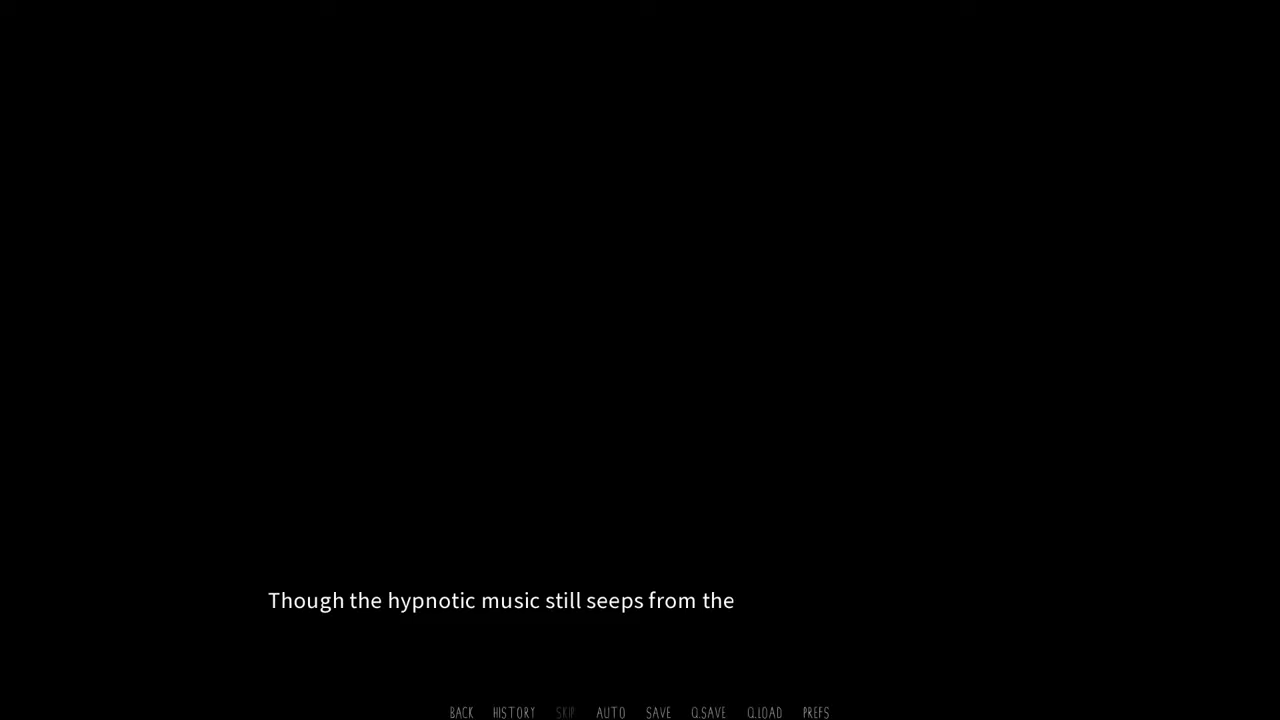 Though the hypnotic music still seeps from the
BACK HISTORY SKIP AUTO SAVE Q.SAVE Q.LOAD PREFS